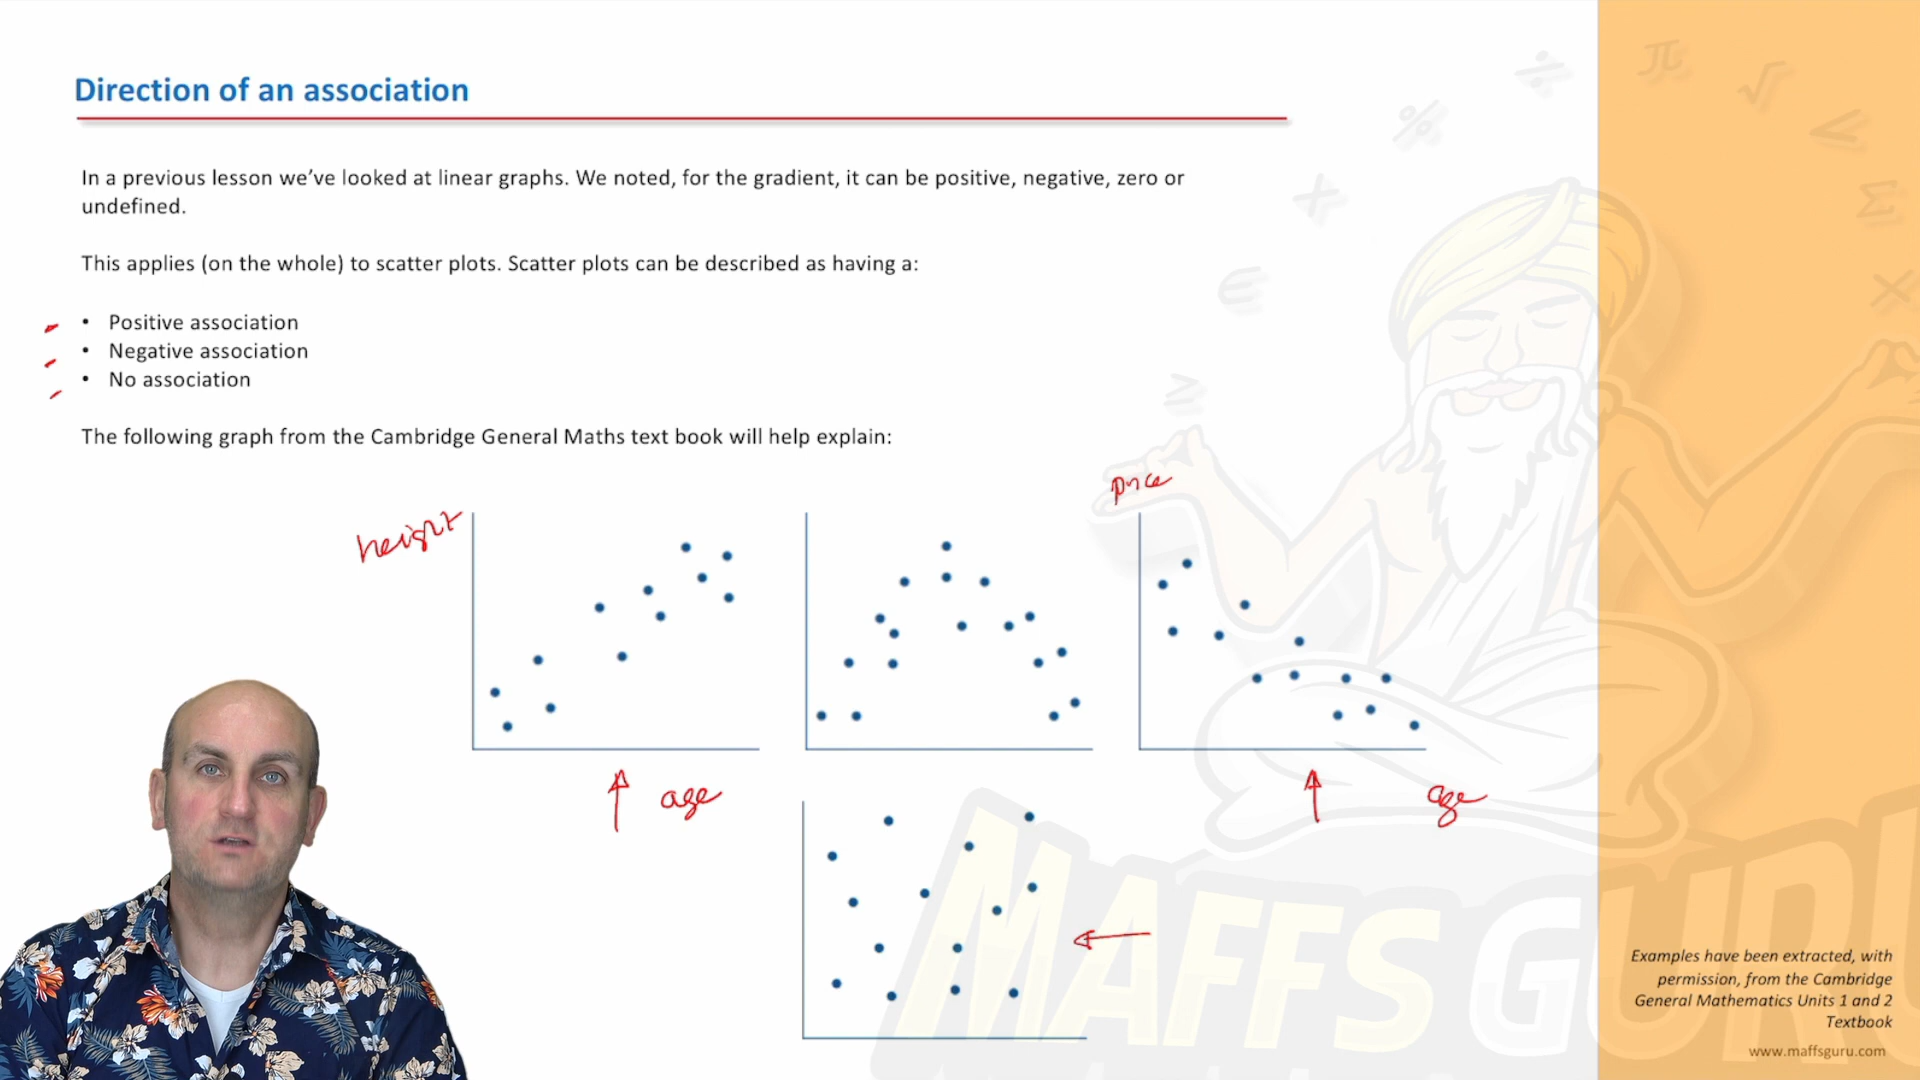 Direction of an association
In a previous lesson we've looked at linear graphs. We noted, for the gradient, it can be positive, negative, zero or
undefined.
This applies (on the whole) to scatter plots. Scatter plots can be described as having a:
• Positive association
• Negative association
• No association
The following graph from the Cambridge General Maths text book will help explain:
height
price
age
age
MAFFS GURU
Examples have been extracted, with
permission, from the Cambridge
General Mathematics Units 1 and 2
Textbook
www.maffsguru.com